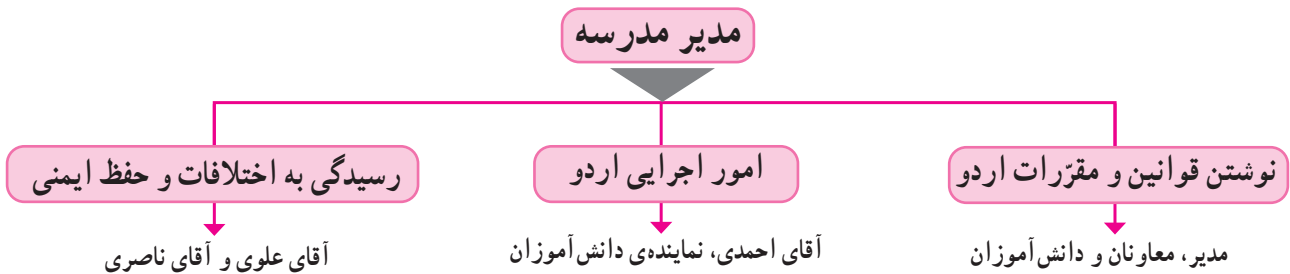 مدیر مدرسه
نوشتن قوانین و مقرّرات اردو
امور اجرایی اردو
رسیدگی به اختلافات و حفظ ایمنی
مدیر، معاونان و دانش‌آموزان
آقای احمدی، نماینده‌ی دانش‌آموزان
آقای علوی و آقای ناصری